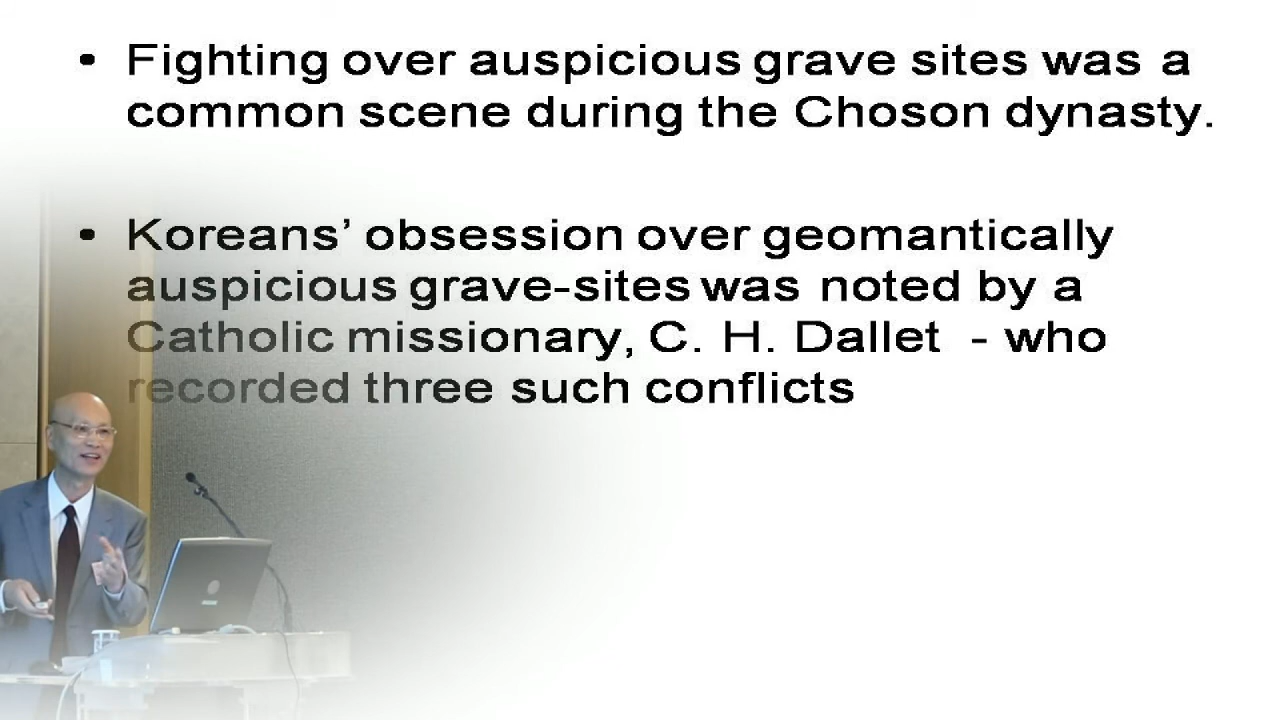 • Fighting over auspicious grave sites was a
common scene during the Choson dynasty.
• Koreans’ obsession over geomantically
auspicious grave-sites was noted by a
Catholic missionary, C. H. Dallet - who
recorded three such conflicts